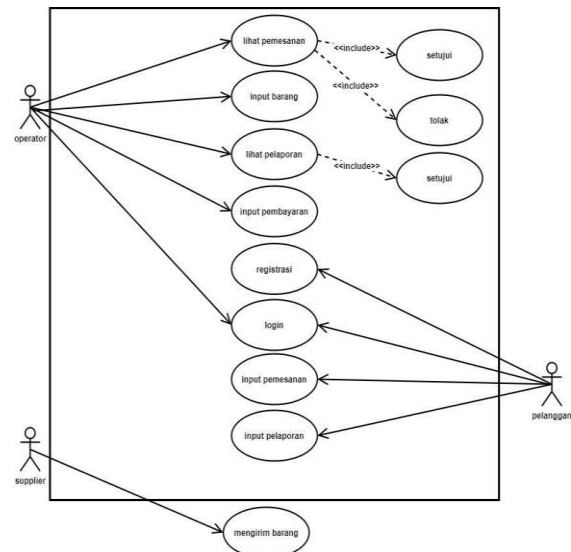 lihat pemesanan
<<include>>
setujui
input barang
<<include>>
tolak
operator
lihat pelaporan
<<include>>
setujui
input pembayaran
registrasi
login
input pemesanan
pelanggan
input pelaporan
supplier
mengirim barang